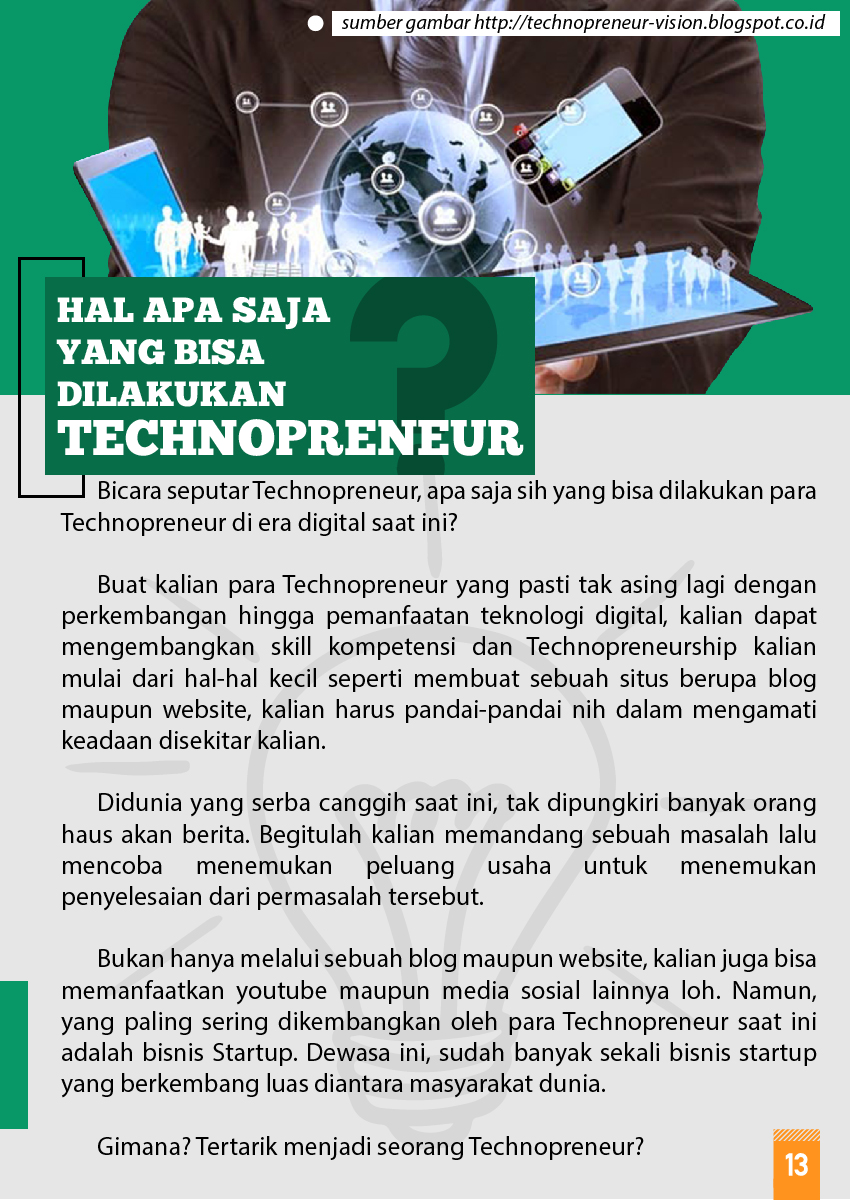 sumber gambar http://technopreneur-vision.blogspot.co.id
HAL APA SAJA
YANG BISA
DILAKUKAN
TECHNOPRENEUR
?
Bicara seputar Technopreneur, apa saja sih yang bisa dilakukan para
Technopreneur di era digital saat ini?
Buat kalian para Technopreneur yang pasti tak asing lagi dengan
perkembangan hingga pemanfaatan teknologi digital, kalian dapat
mengembangkan skill kompetensi dan Technopreneurship kalian
mulai dari hal-hal kecil seperti membuat sebuah situs berupa blog
maupun website, kalian harus pandai-pandai nih dalam mengamati
keadaan disekitar kalian.
Didunia yang serba canggih saat ini, tak dipungkiri banyak orang
haus akan berita. Begitulah kalian memandang sebuah masalah lalu
mencoba menemukan peluang usaha untuk menemukan
penyelesaian dari permasalah tersebut.
Bukan hanya melalui sebuah blog maupun website, kalian juga bisa
memanfaatkan youtube maupun media sosial lainnya loh. Namun,
yang paling sering dikembangkan oleh para Technopreneur saat ini
adalah bisnis Startup. Dewasa ini, sudah banyak sekali bisnis startup
yang berkembang luas diantara masyarakat dunia.
Gimana? Tertarik menjadi seorang Technopreneur?
13